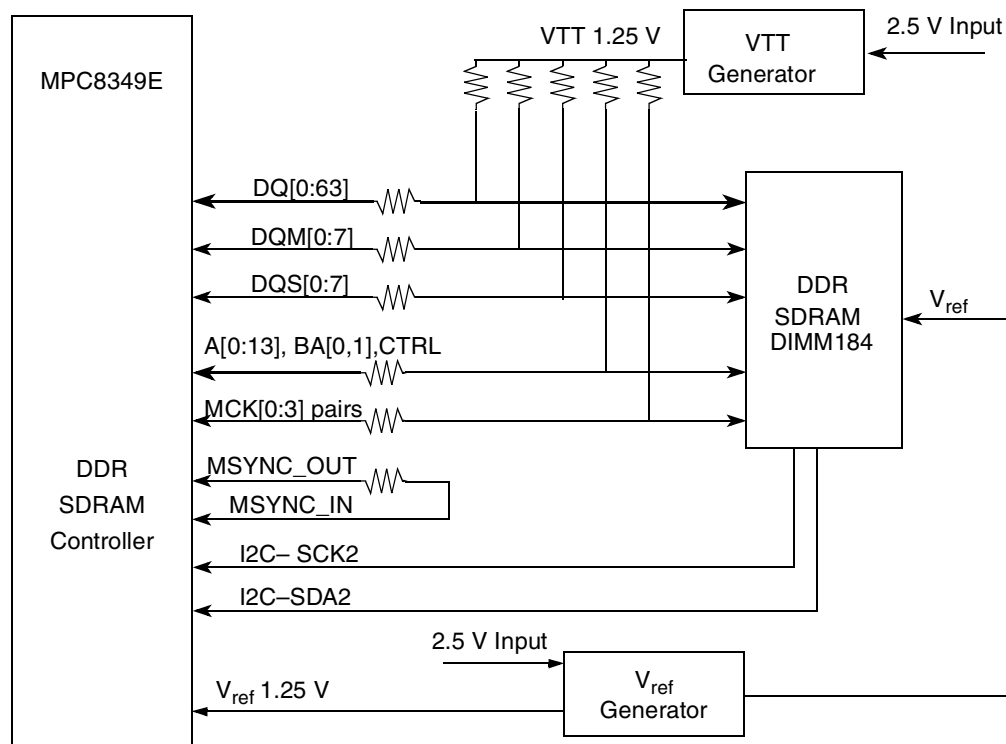 VTT 1.25 V
VTT
Generator
2.5 V Input
MPC8349E
DQ[0:63]
DQM[0:7]
DQS[0:7]
A[0:13], BA[0,1],CTRL
MCK[0:3] pairs
MSYNC_OUT
MSYNC_IN
I2C– SCK2
I2C–SDA2
DDR
SDRAM
Controller
DDR
SDRAM
DIMM184
Vref
2.5 V Input
Vref 1.25 V
Vref
Generator